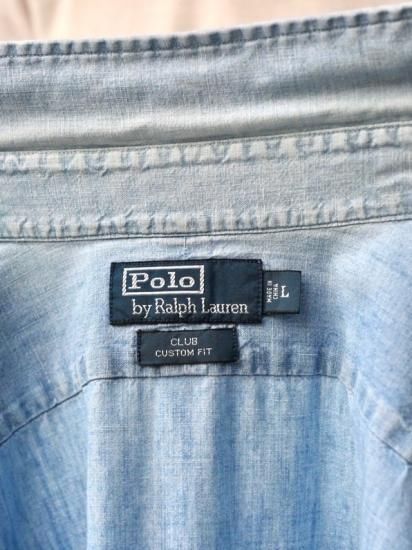 Polo
by Ralph Lauren
MADE IN
CHINA
L
CLUB
CUSTOM FIT